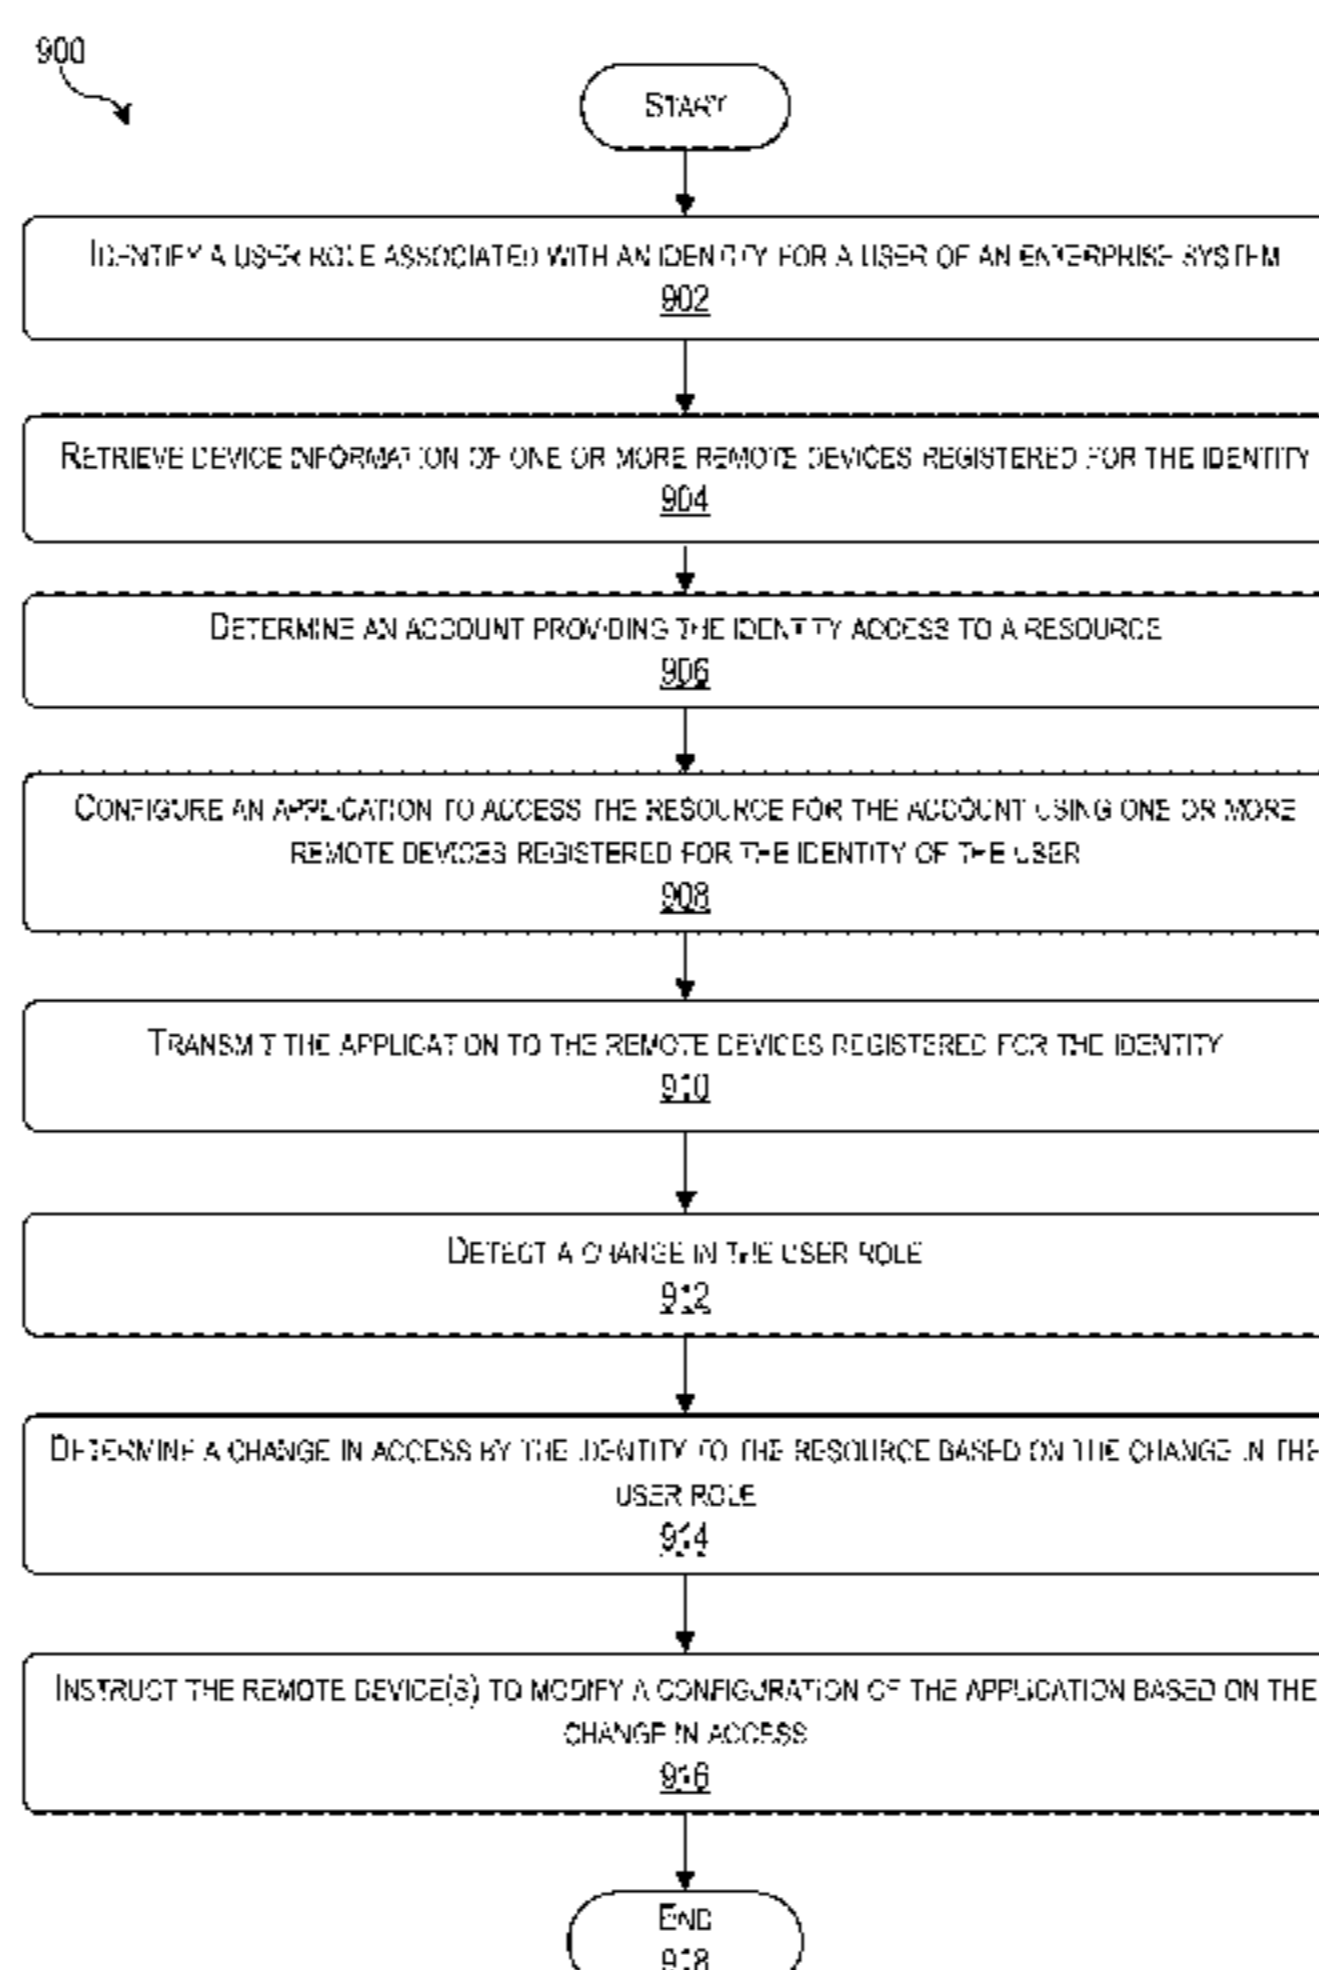 900
START
IDENTIFY A USER ROLE ASSOCIATED WITH AN IDENTITY FOR A USER OF AN ENTERPRISE SYSTEM
902
RETRIEVE DEVICE INFORMATION OF ONE OR MORE REMOTE DEVICES REGISTERED FOR THE IDENTITY
904
DETERMINE AN ACCOUNT PROVIDING THE IDENTITY ACCESS TO A RESOURCE
906
CONFIGURE AN APPLICATION TO ACCESS THE RESOURCE FOR THE ACCOUNT USING ONE OR MORE
REMOTE DEVICES REGISTERED FOR THE IDENTITY OF THE USER
908
TRANSMIT THE APPLICATION TO THE REMOTE DEVICES REGISTERED FOR THE IDENTITY
910
DETECT A CHANGE IN THE USER ROLE
912
DETERMINE A CHANGE IN ACCESS BY THE IDENTITY TO THE RESOURCE BASED ON THE CHANGE IN THE
USER ROLE
914
INSTRUCT THE REMOTE DEVICE(S) TO MODIFY A CONFIGURATION OF THE APPLICATION BASED ON THE
CHANGE IN ACCESS
916
END
918